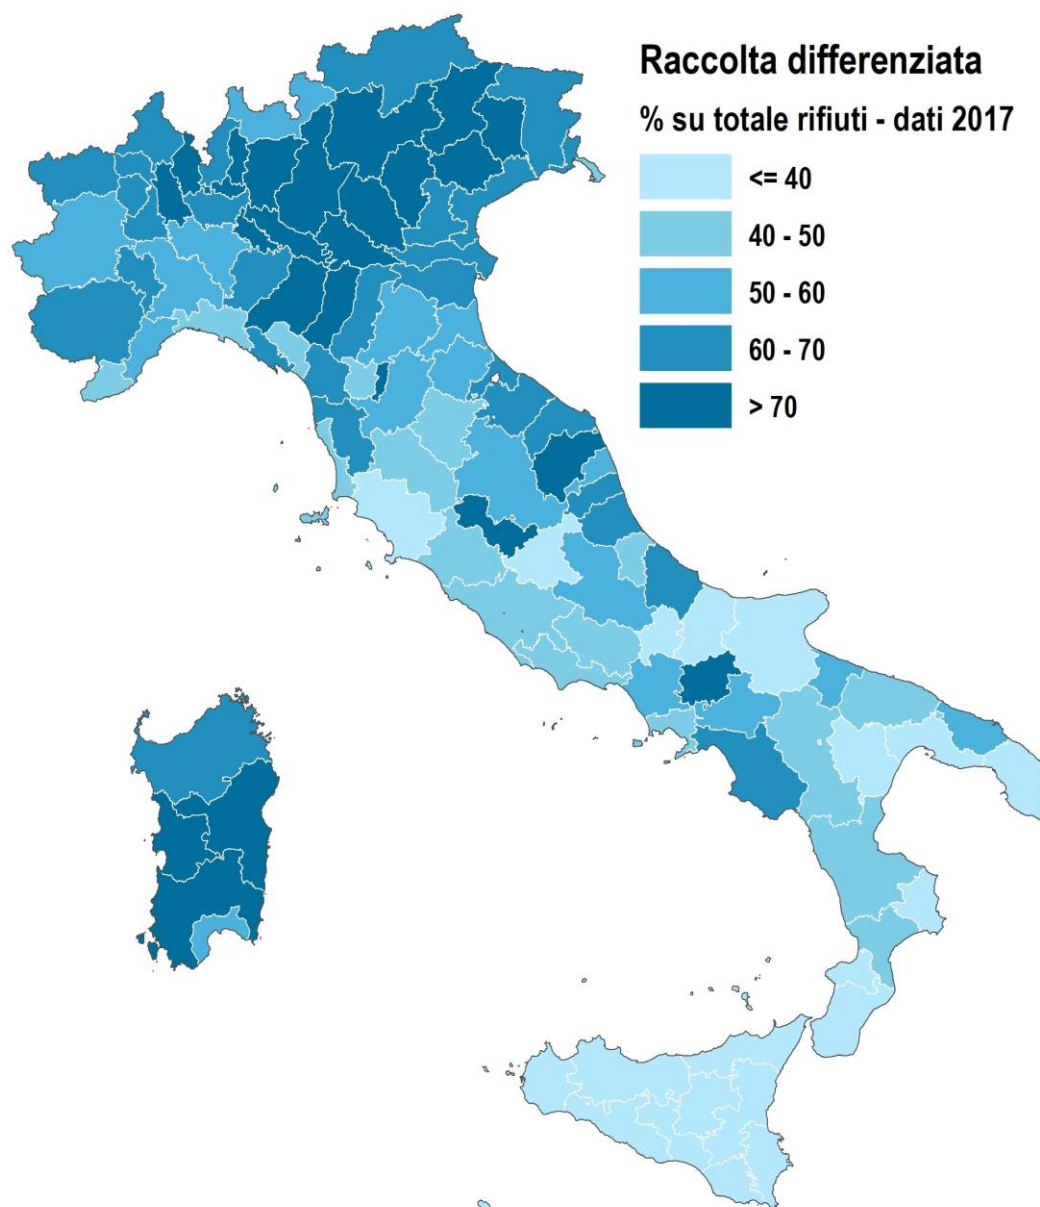 Raccolta differenziata
% su totale rifiuti - dati 2017
<= 40
40 - 50
50 - 60
60 - 70
> 70